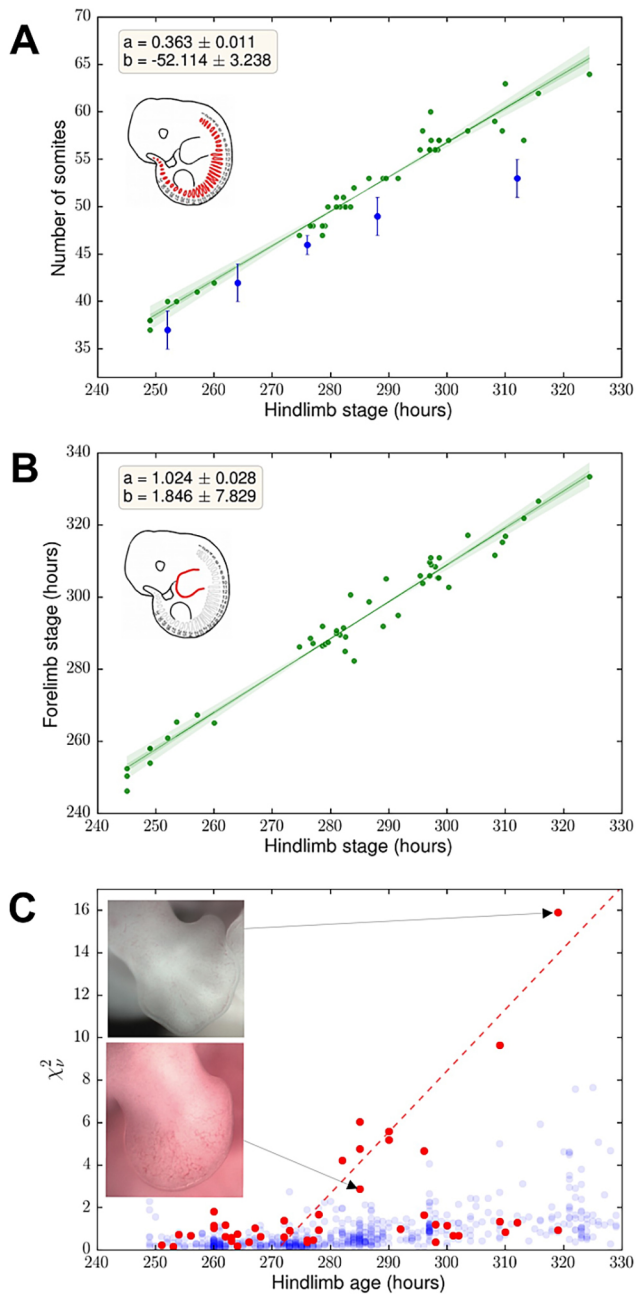 A
a = 0.363 ± 0.011
b = -52.114 ± 3.238
Number of somites
70
65
60
55
50
45
40
35
240 250 260 270 280 290 300 310 320 330
Hindlimb stage (hours)
B
a = 1.024 ± 0.028
b = 1.846 ± 7.829
Forelimb stage (hours)
340
320
300
280
260
240
240 250 260 270 280 290 300 310 320 330
Hindlimb stage (hours)
C
χ²ᵥ
16
14
12
10
8
6
4
2
0
240 250 260 270 280 290 300 310 320 330
Hindlimb age (hours)